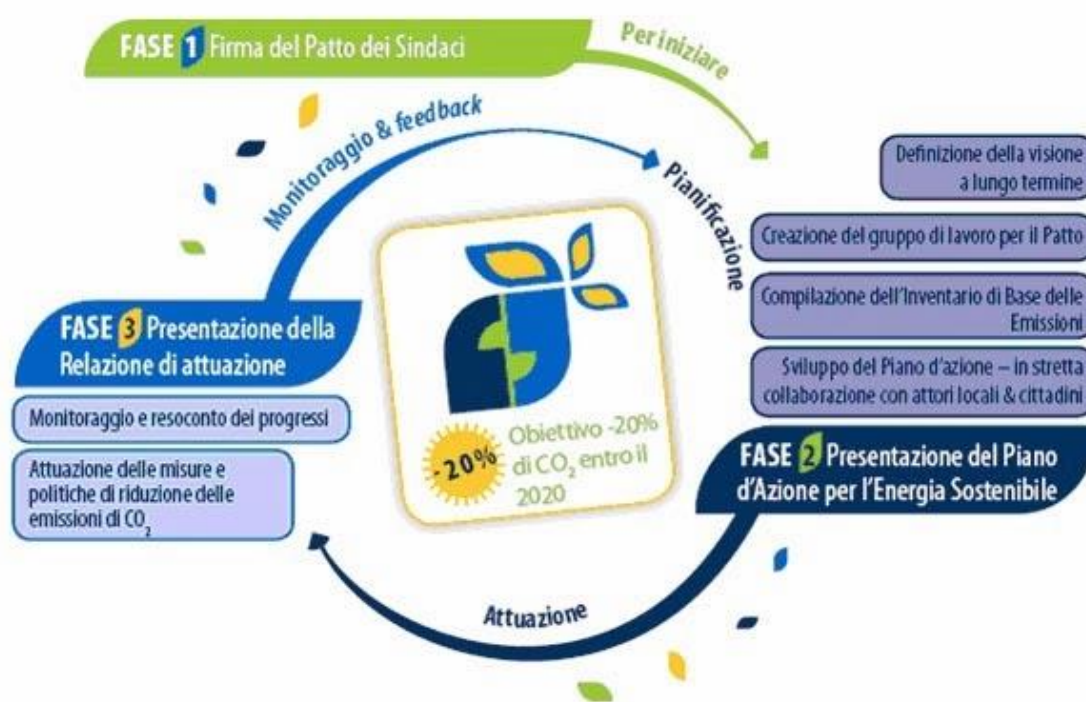 FASE 1 Firma del Patto dei Sindaci
Per iniziare
Monitoraggio & feedback
Pianificazione
Definizione della visione
a lungo termine
Creazione del gruppo di lavoro per il Patto
Compilazione dell'Inventario di Base delle
Emissioni
Sviluppo del Piano d'azione – in stretta
collaborazione con attori locali & cittadini
FASE 2 Presentazione del Piano
d'Azione per l'Energia Sostenibile
Attuazione
FASE 3 Presentazione della
Relazione di attuazione
Monitoraggio e resoconto dei progressi
Attuazione delle misure e
politiche di riduzione delle
emissioni di CO₂
-20%
Obiettivo -20%
di CO₂ entro il
2020